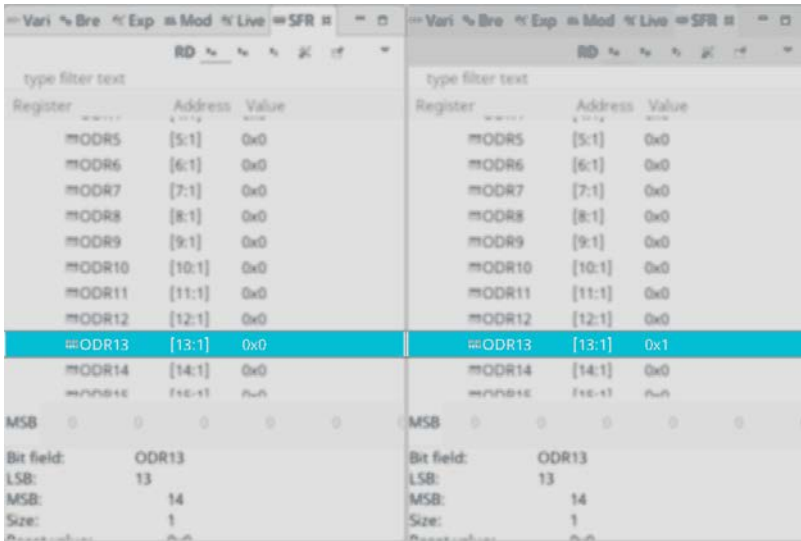 Vari Bre Exp Mod Live SFR
RD
type filter text
Register Address Value
ODR5 [5:1] 0x0
ODR6 [6:1] 0x0
ODR7 [7:1] 0x0
ODR8 [8:1] 0x0
ODR9 [9:1] 0x0
ODR10 [10:1] 0x0
ODR11 [11:1] 0x0
ODR12 [12:1] 0x0
ODR13 [13:1] 0x0
ODR14 [14:1] 0x0
MSB 0 0 0 0 0
Bit field: ODR13
LSB: 13
MSB: 14
Size: 1
Vari Bre Exp Mod Live SFR
RD
type filter text
Register Address Value
ODR5 [5:1] 0x0
ODR6 [6:1] 0x0
ODR7 [7:1] 0x0
ODR8 [8:1] 0x0
ODR9 [9:1] 0x0
ODR10 [10:1] 0x0
ODR11 [11:1] 0x0
ODR12 [12:1] 0x0
ODR13 [13:1] 0x1
ODR14 [14:1] 0x0
MSB 0 0 0 0 0
Bit field: ODR13
LSB: 13
MSB: 14
Size: 1